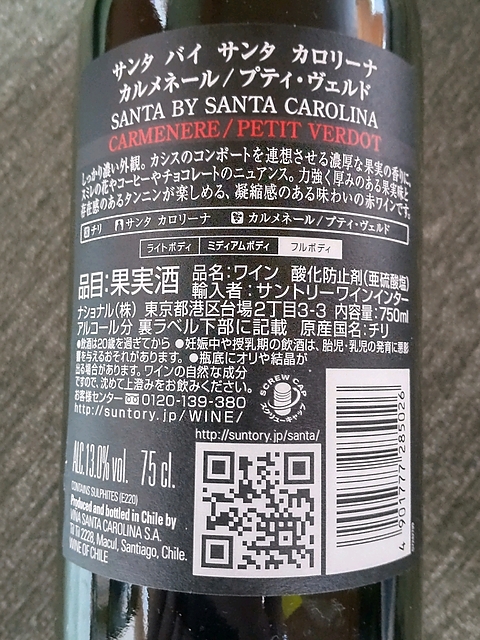 サンタ バイ サンタ カロリーナ
カルメネール/プティ・ヴェルド
SANTA BY SANTA CAROLINA
CARMENERE/PETIT VERDOT
しっかり濃い外観。カシスのコンポートを連想させる濃厚な果実の香りに、
スミレの花やコーヒーやチョコレートのニュアンス。力強く厚みのある果実味と
存在感のあるタンニンが楽しめる、凝縮感のある味わいの赤ワインです。
チリ サンタ カロリーナ カルメネール/プティ・ヴェルド
ライトボディ ミディアムボディ フルボディ
品目:果実酒 品名:ワイン 酸化防止剤(亜硫酸塩)
輸入者:サントリーワインインター
ナショナル(株) 東京都港区台場2丁目3-3 内容量:750ml
アルコール分 裏ラベル下部に記載 原産国名:チリ
●飲酒は20歳を過ぎてから ●妊娠中や授乳期の飲酒は、胎児・乳児の発育に悪影
響を与えるおそれがあります。●瓶底にオリや結晶が
出る場合があります。ワインの自然な成分
ですので、沈めて上澄みをお飲みください。
お客様センター 0120-139-380
http://suntory.jp/WINE/
SCREW CAP
スクリューキャップ
http://suntory.jp/santa/
ALC.13.0% vol. 75 cl.
CONTAINS SULPHITES (E220)
Produced and bottled in Chile by
VIÑA SANTA CAROLINA S.A.
Macul, Santiago, Chile.
WINE OF CHILE
4 901777 285026